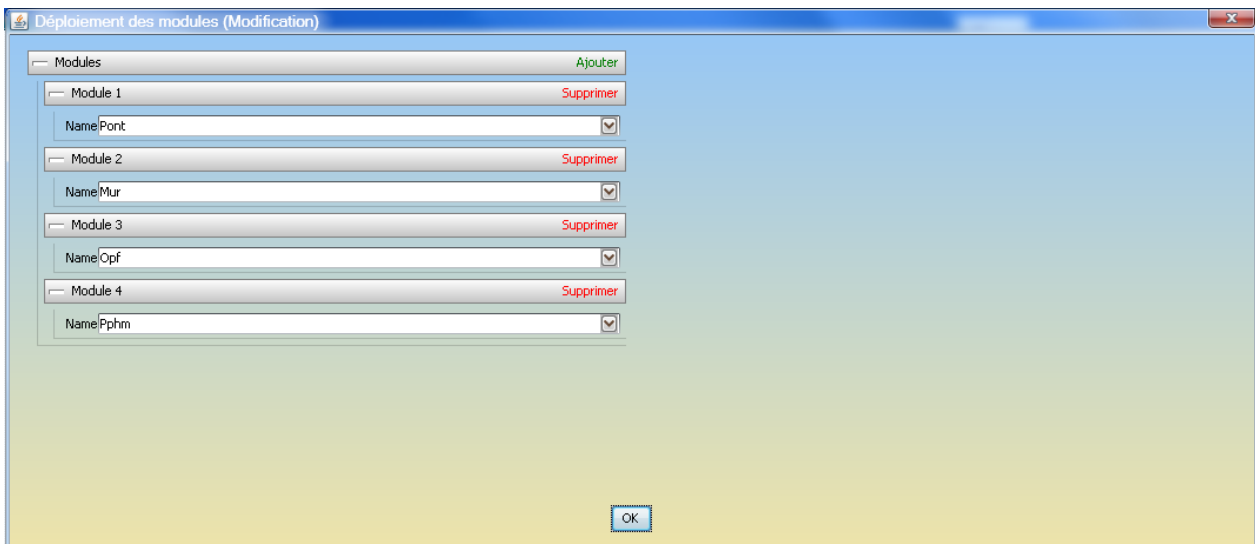 Déploiement des modules (Modification)
Modules Ajouter
Module 1 Supprimer
Name Pont
Module 2 Supprimer
Name Mur
Module 3 Supprimer
Name Opf
Module 4 Supprimer
Name Pphm
OK